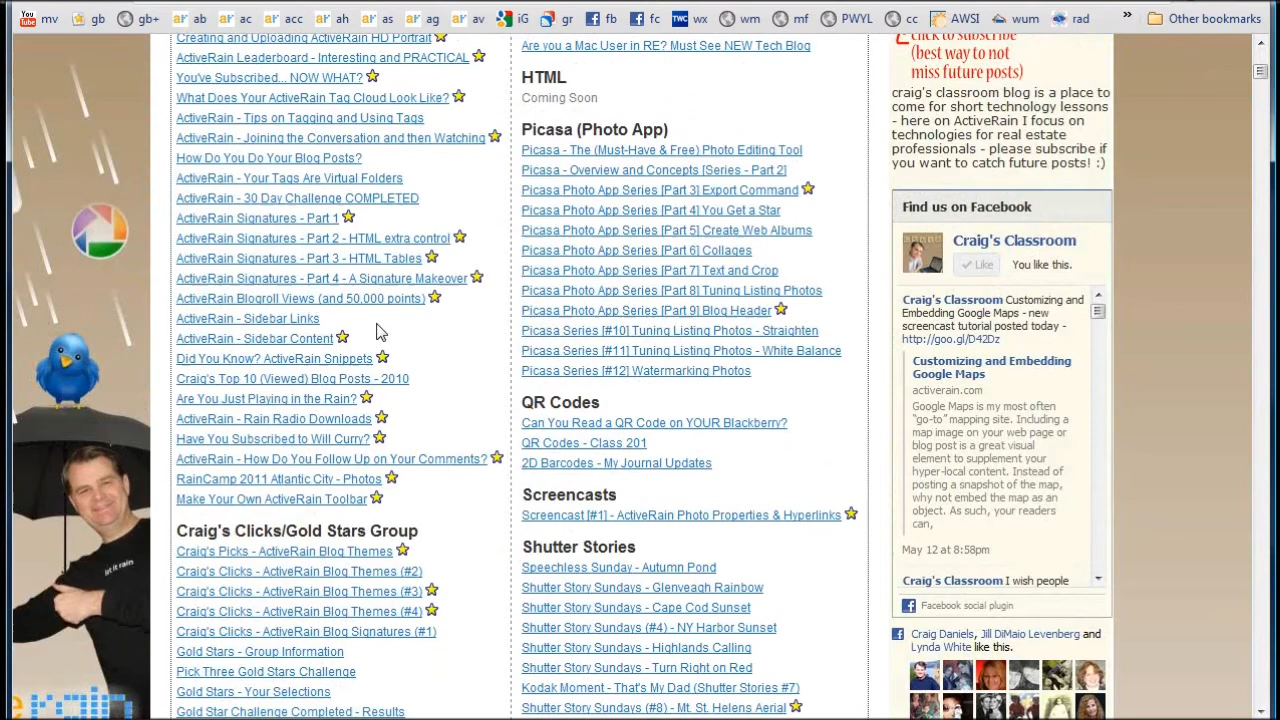 mv gb gb+ ab ac acc ah as ag av iG gr fb fc wx wm mf PWYL cc AWSI wum rad » Other bookmarks
Creating and Uploading ActiveRain HD Portrait
ActiveRain Leaderboard - Interesting and PRACTICAL
You've Subscribed... NOW WHAT?
What Does Your ActiveRain Tag Cloud Look Like?
ActiveRain - Tips on Tagging and Using Tags
ActiveRain - Joining the Conversation and then Watching
How Do You Do Your Blog Posts?
ActiveRain - Your Tags Are Virtual Folders
ActiveRain - 30 Day Challenge COMPLETED
ActiveRain Signatures - Part 1
ActiveRain Signatures - Part 2 - HTML extra control
ActiveRain Signatures - Part 3 - HTML Tables
ActiveRain Signatures - Part 4 - A Signature Makeover
ActiveRain Blogroll Views (and 50,000 points)
ActiveRain - Sidebar Links
ActiveRain - Sidebar Content
Did You Know? ActiveRain Snippets
Craig's Top 10 (Viewed) Blog Posts - 2010
Are You Just Playing in the Rain?
ActiveRain - Rain Radio Downloads
Have You Subscribed to Will Curry?
ActiveRain - How Do You Follow Up on Your Comments?
RainCamp 2011 Atlantic City - Photos
Make Your Own ActiveRain Toolbar
Craig's Clicks/Gold Stars Group
Craig's Picks - ActiveRain Blog Themes
Craig's Clicks - ActiveRain Blog Themes (#2)
Craig's Clicks - ActiveRain Blog Themes (#3)
Craig's Clicks - ActiveRain Blog Themes (#4)
Craig's Clicks - ActiveRain Blog Signatures (#1)
Gold Stars - Group Information
Pick Three Gold Stars Challenge
Gold Stars - Your Selections
Gold Star Challenge Completed - Results
Are you a Mac User in RE? Must See NEW Tech Blog
HTML
Coming Soon
Picasa (Photo App)
Picasa - The (Must-Have & Free) Photo Editing Tool
Picasa - Overview and Concepts [Series - Part 2]
Picasa Photo App Series [Part 3] Export Command
Picasa Photo App Series [Part 4] You Get a Star
Picasa Photo App Series [Part 5] Create Web Albums
Picasa Photo App Series [Part 6] Collages
Picasa Photo App Series [Part 7] Text and Crop
Picasa Photo App Series [Part 8] Tuning Listing Photos
Picasa Photo App Series [Part 9] Blog Header
Picasa Series [#10] Tuning Listing Photos - Straighten
Picasa Series [#11] Tuning Listing Photos - White Balance
Picasa Series [#12] Watermarking Photos
QR Codes
Can You Read a QR Code on YOUR Blackberry?
QR Codes - Class 201
2D Barcodes - My Journal Updates
Screencasts
Screencast [#1] - ActiveRain Photo Properties & Hyperlinks
Shutter Stories
Speechless Sunday - Autumn Pond
Shutter Story Sundays - Glenveagh Rainbow
Shutter Story Sundays - Cape Cod Sunset
Shutter Story Sundays (#4) - NY Harbor Sunset
Shutter Story Sundays - Highlands Calling
Shutter Story Sundays - Turn Right on Red
Kodak Moment - That's My Dad (Shutter Stories #7)
Shutter Story Sundays (#8) - Mt. St. Helens Aerial
click to subscribe
(best way to not
miss future posts)
craig's classroom blog is a place to
come for short technology lessons
- here on ActiveRain I focus on
technologies for real estate
professionals - please subscribe if
you want to catch future posts! :)
Find us on Facebook
Craig's Classroom
Like You like this.
Craig's Classroom Customizing and
Embedding Google Maps - new
screencast tutorial posted today -
http://goo.gl/D42Dz
Customizing and Embedding
Google Maps
activerain.com
Google Maps is my most often
"go-to" mapping site. Including a
map image on your web page or
blog post is a great visual
element to supplement your
hyper-local content. Instead of
posting a snapshot of the map,
why not embed the map as an
object. As such, your readers
can,
May 12 at 8:58pm
Craig's Classroom I wish people
Facebook social plugin
Craig Daniels, Jill DiMaio Levenberg and
Lynda White like this.
let it rain